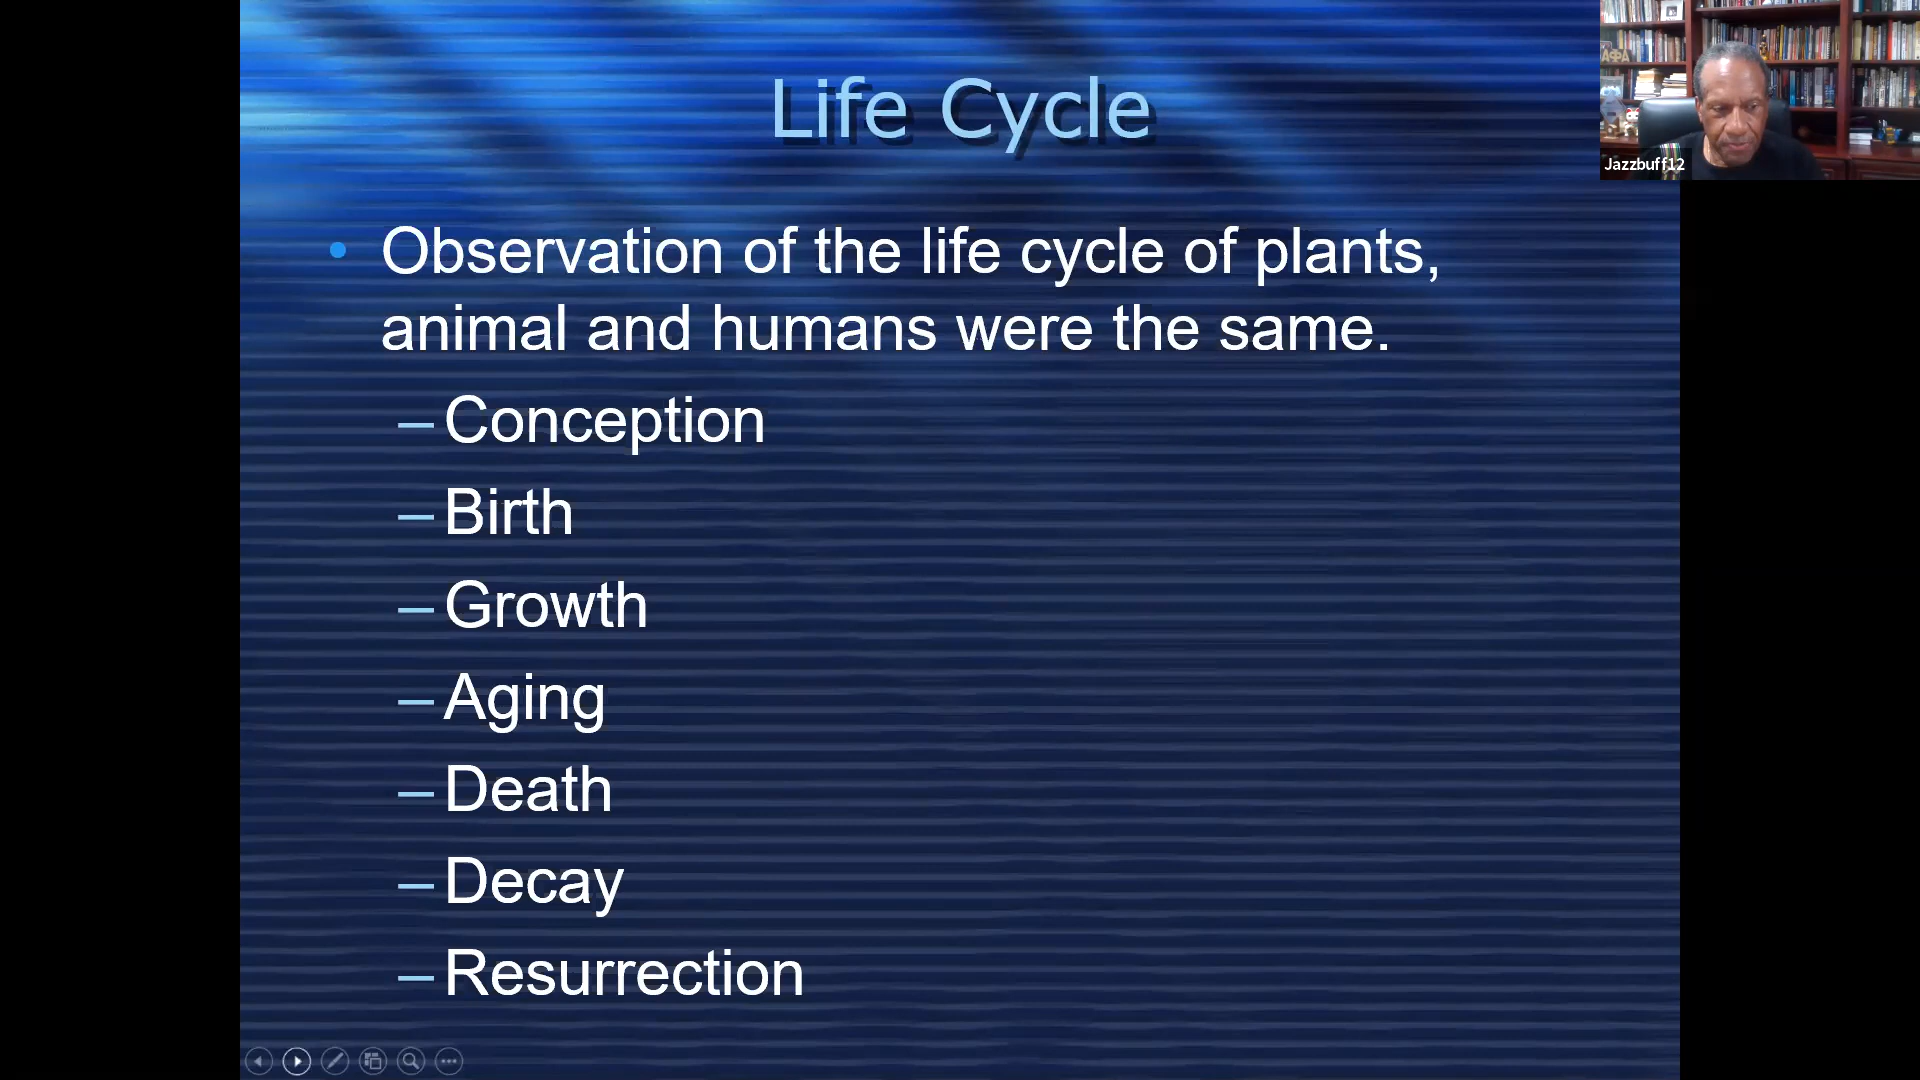 Life Cycle
ΑΦΑ
Jazzbuff12
• Observation of the life cycle of plants,
animal and humans were the same.
– Conception
– Birth
– Growth
– Aging
– Death
– Decay
– Resurrection